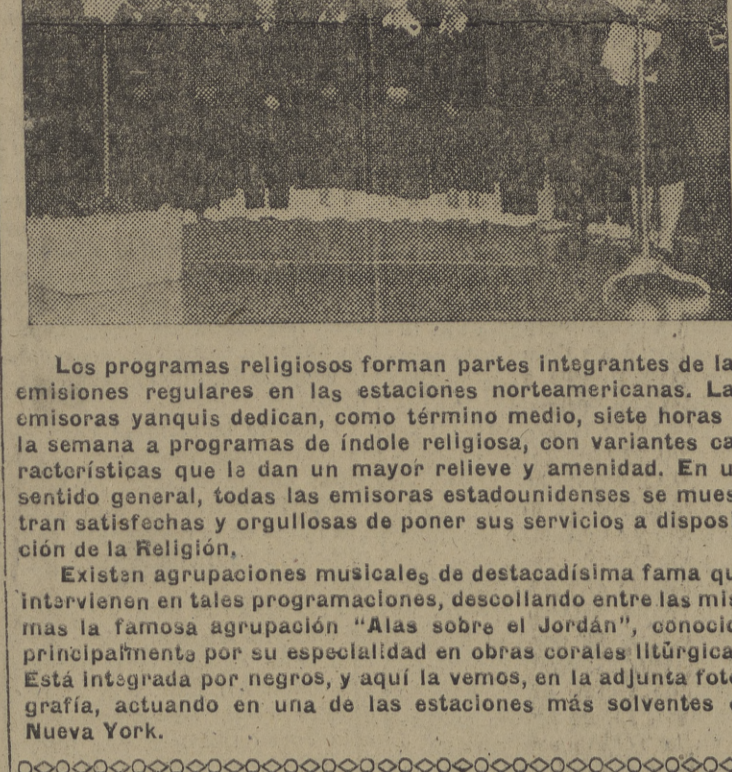 Los programas religiosos forman partes integrantes de la
emisiones regulares en las estaciones norteamericanas. La
emisoras yanquis dedican, como término medio, siete horas
la semana a programas de índole religiosa, con variantes ca
racterísticas que le dan un mayor relieve y amenidad. En u
sentido general, todas las emisoras estadounidenses se mues
tran satisfechas y orgullosas de poner sus servicios a dispos
ción de la Religión.
Existen agrupaciones musicales de destacadísima fama qu
intervienen en tales programaciones, descollando entre las mis
mas la famosa agrupación "Alas sobre el Jordán", conocid
principalmente por su especialidad en obras corales litúrgica
Está integrada por negros, y aquí la vemos, en la adjunta foto
grafía, actuando en una de las estaciones más solventes
Nueva York.